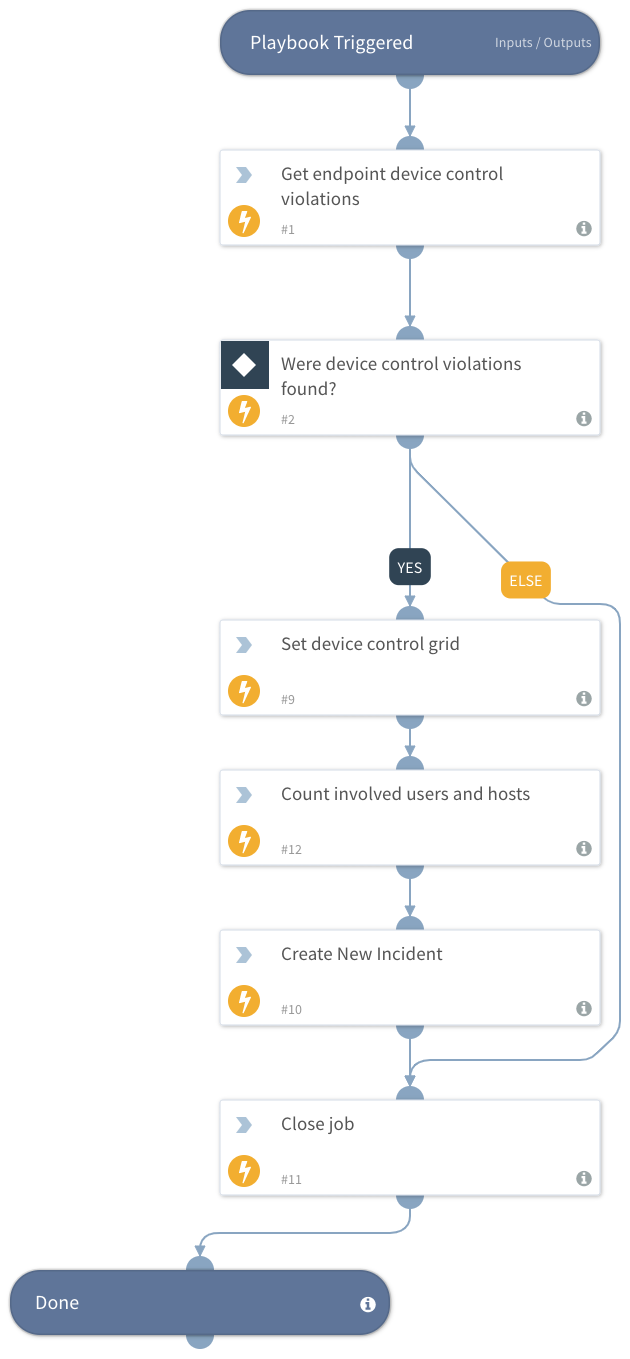 Playbook Triggered
Inputs / Outputs
Get endpoint device control
violations
#1
Were device control violations
found?
#2
YES
ELSE
Set device control grid
#9
Count involved users and hosts
#12
Create New Incident
#10
Close job
#11
Done